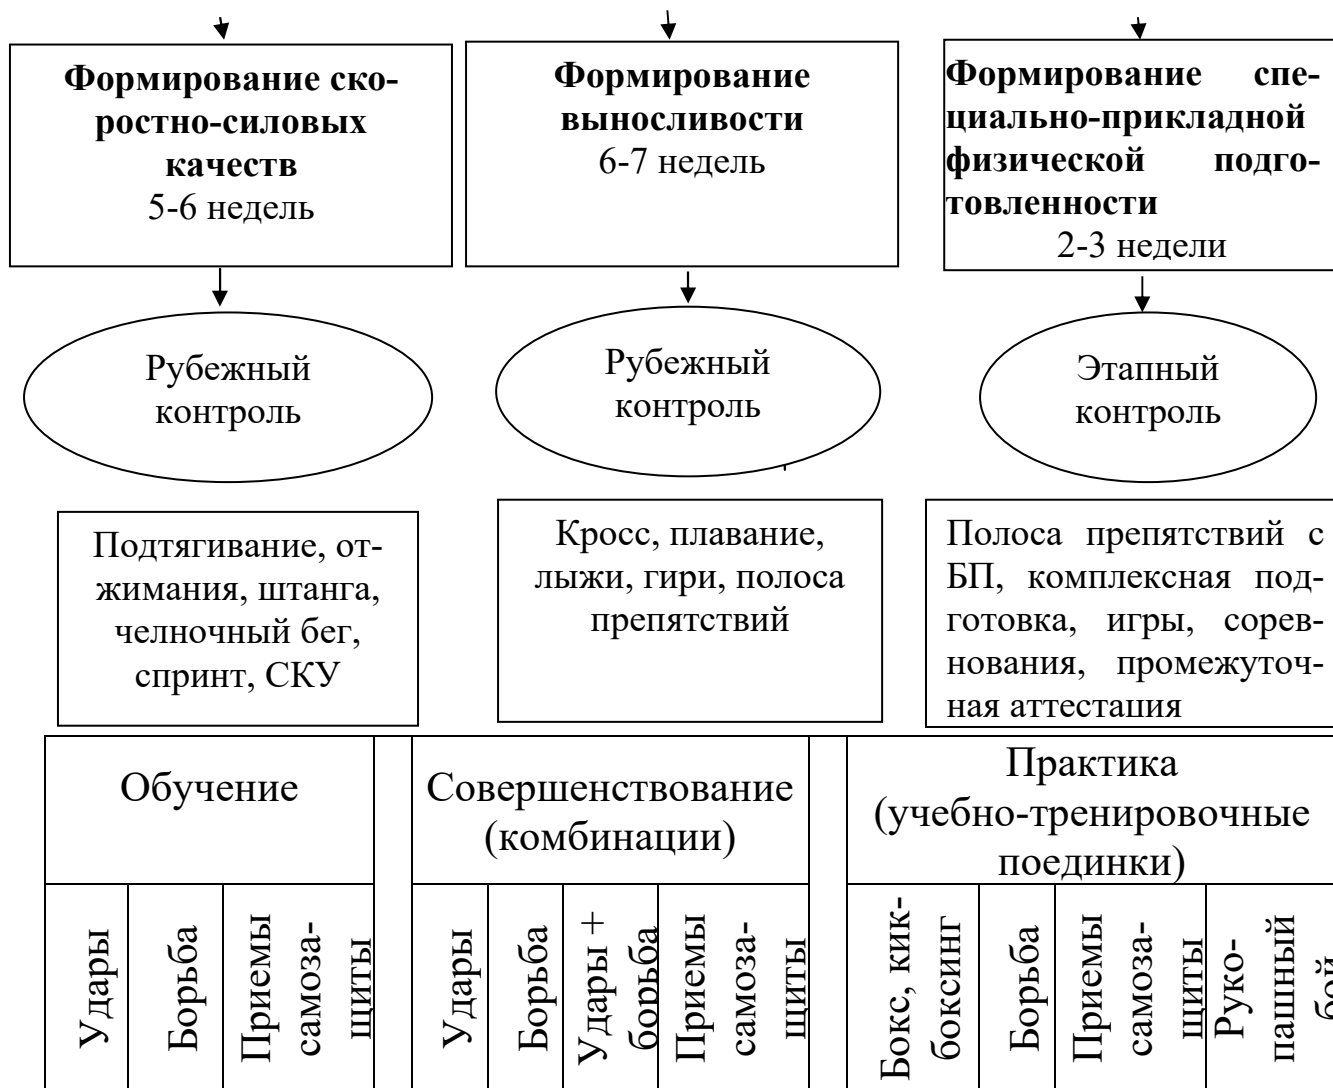 Формирование ско-
ростно-силовых
качеств
5-6 недель
Формирование
выносливости
6-7 недель
Формирование спе-
циально-прикладной
физической подго-
товленности
2-3 недели
Рубежный
контроль
Рубежный
контроль
Этапный
контроль
Подтягивание, от-
жимания, штанга,
челночный бег,
спринт, СКУ
Кросс, плавание,
лыжи, гири, полоса
препятствий
Полоса препятствий с
БП, комплексная под-
готовка, игры, сорев-
нования, промежуточ-
ная аттестация
Обучение
Совершенствование
(комбинации)
Практика
(учебно-тренировочные
поединки)
Удары
Борьба
Приемы
самоза-
щиты
Удары
Борьба
Удары +
борьба
Приемы
самоза-
щиты
Бокс, кик-
боксинг
Борьба
Приемы
самоза-
щиты
Руко-
пашный
бой